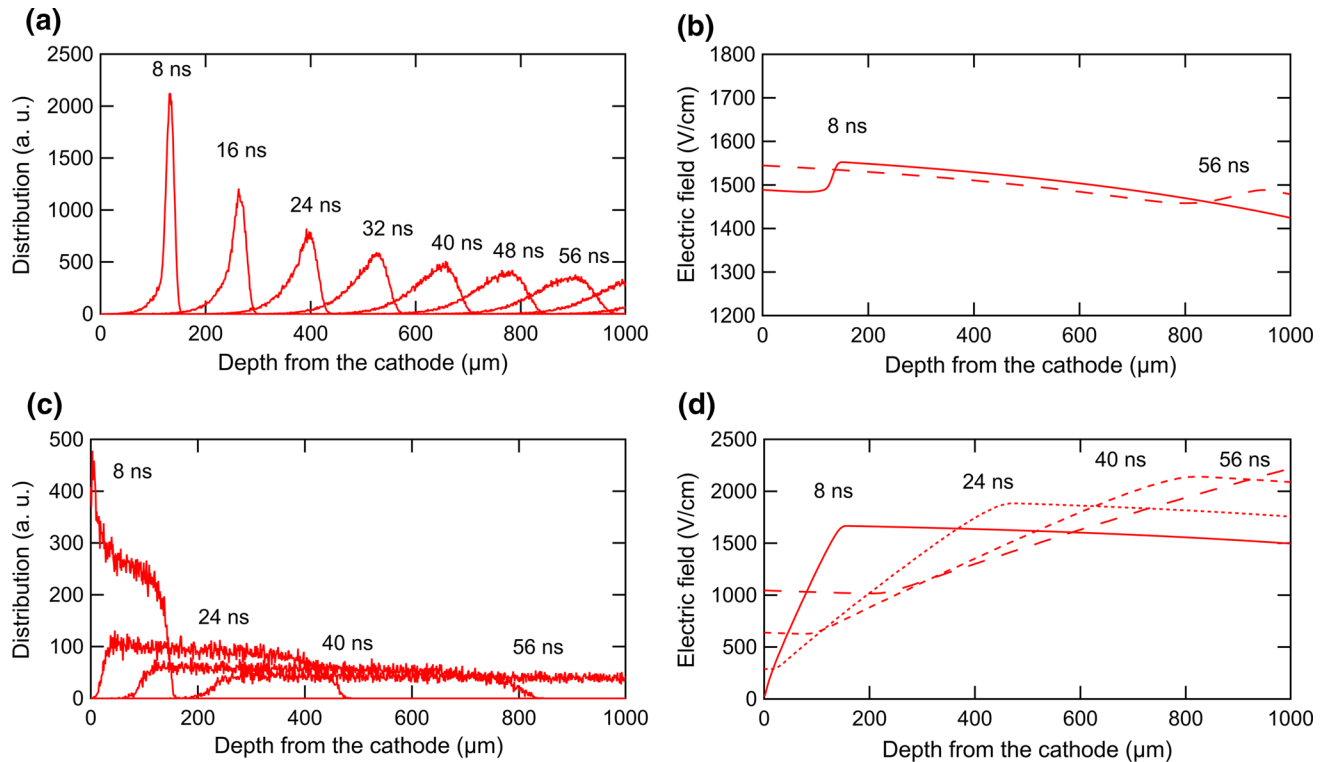 (a)
2500
2000
1500
1000
500
0
Distribution (a. u.)
8 ns
16 ns
24 ns
32 ns
40 ns
48 ns
56 ns
0 200 400 600 800 1000
Depth from the cathode (µm)
(b)
1800
1700
1600
1500
1400
1300
1200
Electric field (V/cm)
8 ns
56 ns
0 200 400 600 800 1000
Depth from the cathode (µm)
(c)
500
400
300
200
100
0
Distribution (a. u.)
8 ns
24 ns
40 ns
56 ns
0 200 400 600 800 1000
Depth from the cathode (µm)
(d)
2500
2000
1500
1000
500
0
Electric field (V/cm)
8 ns
24 ns
40 ns
56 ns
0 200 400 600 800 1000
Depth from the cathode (µm)